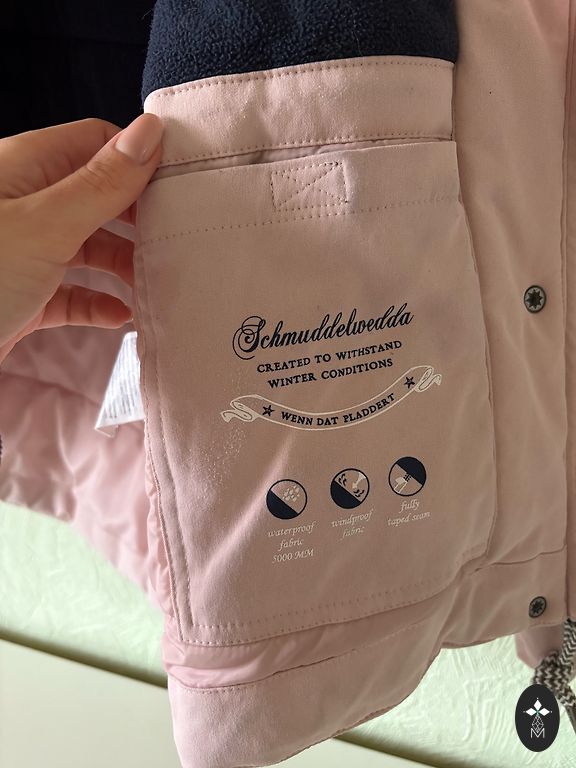 Schmuddelwedda
CREATED TO WITHSTAND
WINTER CONDITIONS
WENN DAT PLADDERT
waterproof
fabric
5000 MM
windproof
fabric
fully
taped seam
M